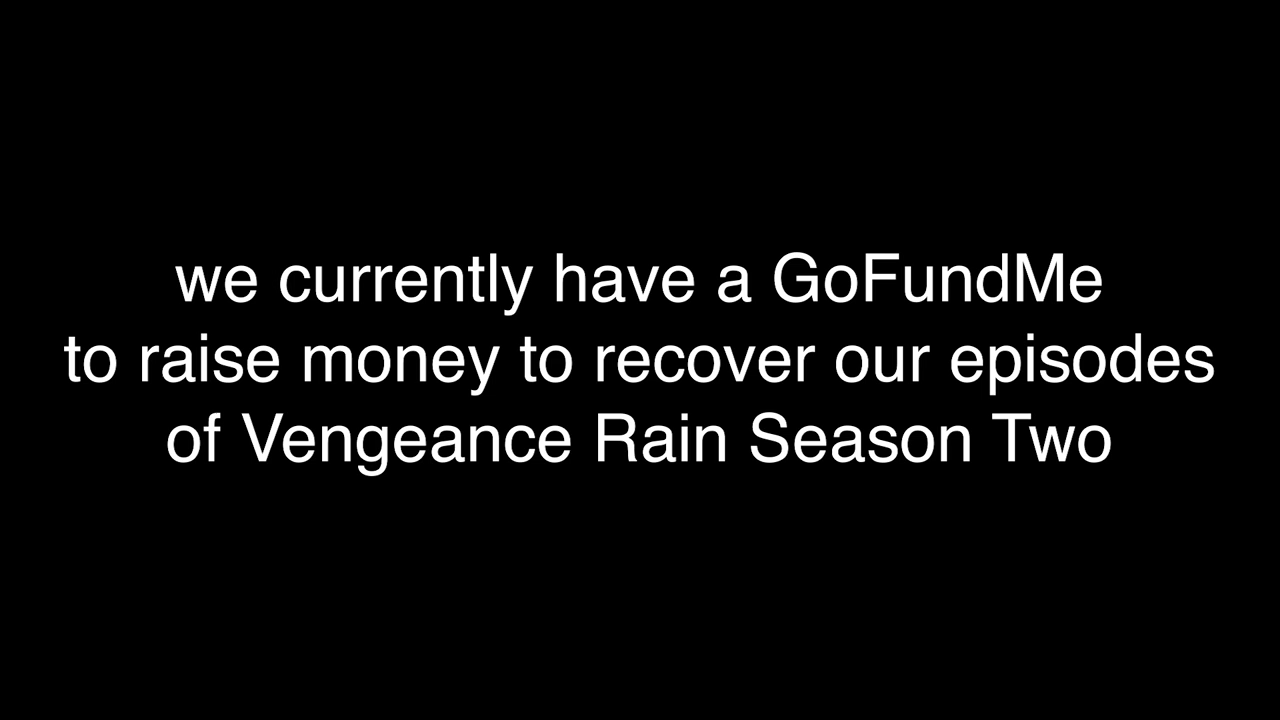 we currently have a GoFundMe
to raise money to recover our episodes
of Vengeance Rain Season Two